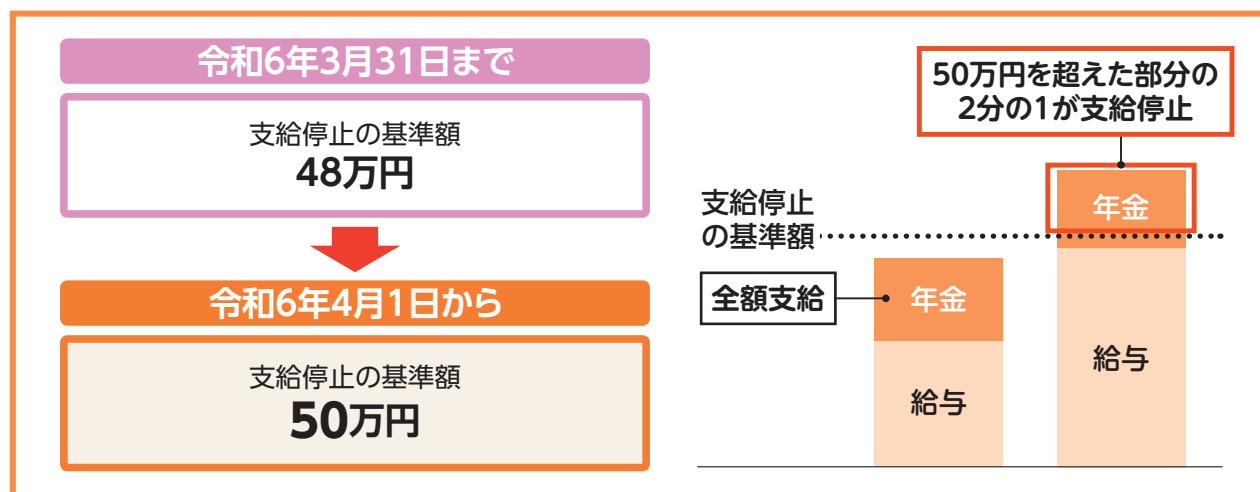 令和6年3月31日まで
支給停止の基準額
48万円
令和6年4月1日から
支給停止の基準額
50万円
50万円を超えた部分の
2分の1が支給停止
支給停止
の基準額
年金
給与
全額支給
年金
給与